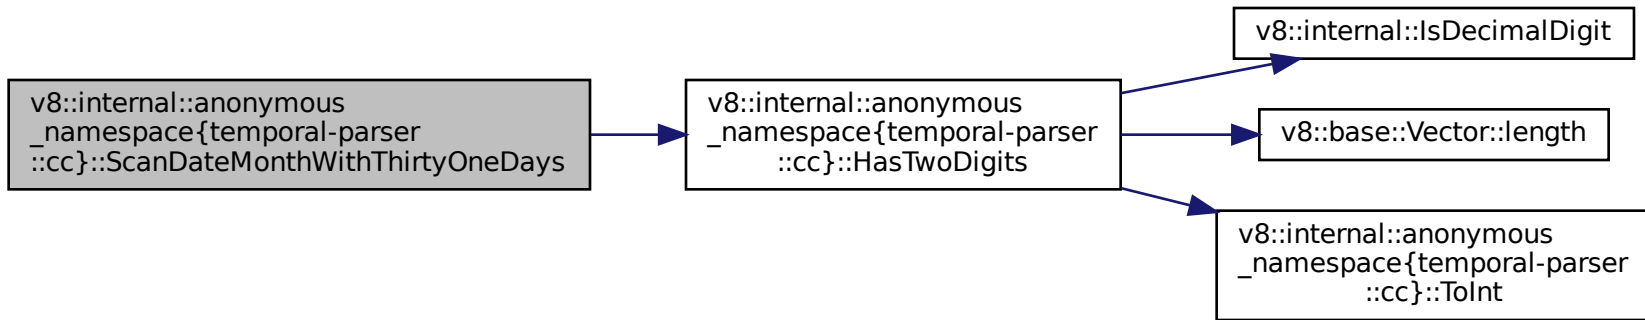 v8::internal::anonymous
_namespace{temporal-parser
::cc}::ScanDateMonthWithThirtyOneDays
v8::internal::anonymous
_namespace{temporal-parser
::cc}::HasTwoDigits
v8::internal::IsDecimalDigit
v8::base::Vector::length
v8::internal::anonymous
_namespace{temporal-parser
::cc}::ToInt